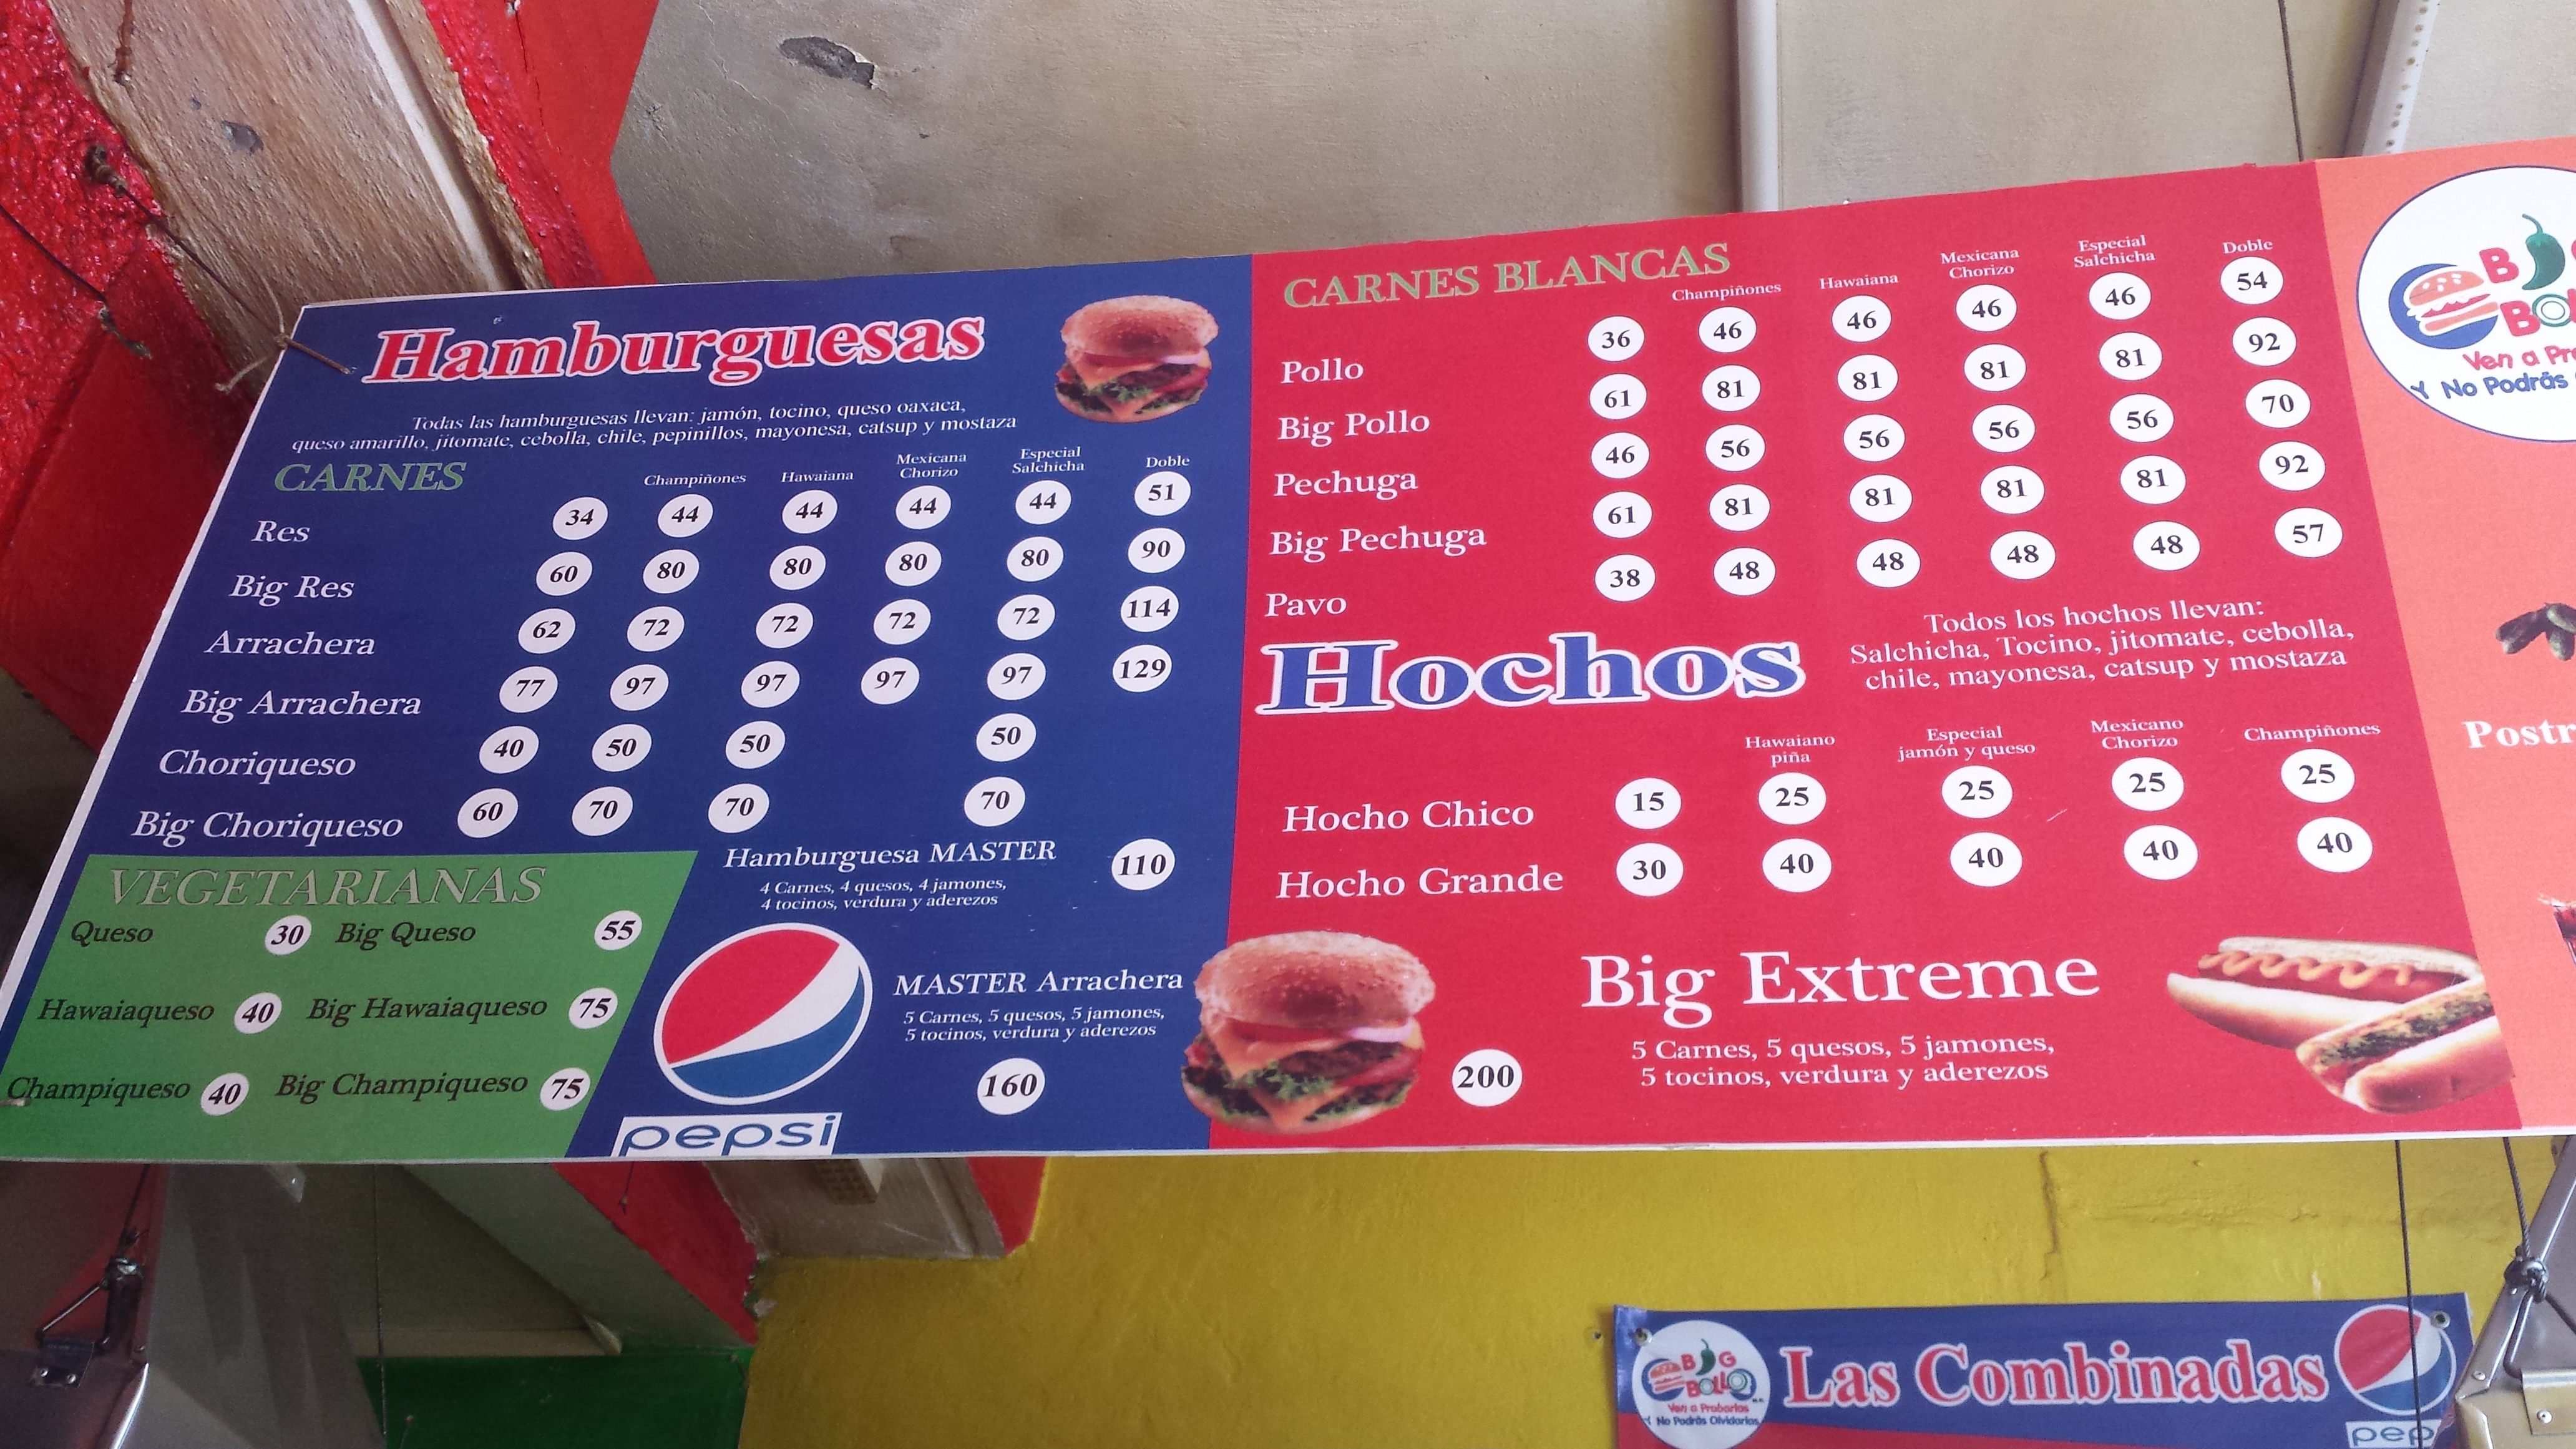 Hamburguesas
Todas las hamburguesas llevan: jamón, tocino, queso oaxaca,
queso amarillo, jitomate, cebolla, chile, pepinillos, mayonesa, catsup y mostaza
CARNES
Champiñones Hawaiana Mexicana Chorizo Especial Salchicha Doble
Res 34 44 44 44 44 51
Big Res 60 80 80 80 80 90
Arrachera 62 72 72 72 72 114
Big Arrachera 77 97 97 97 97 129
Choriqueso 40 50 50 50
Big Choriqueso 60 70 70 70
VEGETARIANAS
Queso 30 Big Queso 55
Hawaiaqueso 40 Big Hawaiaqueso 75
Champiqueso 40 Big Champiqueso 75
Hamburguesa MASTER 110
4 Carnes, 4 quesos, 4 jamones,
4 tocinos, verdura y aderezos
MASTER Arrachera
5 Carnes, 5 quesos, 5 jamones,
5 tocinos, verdura y aderezos
160
pepsi
CARNES BLANCAS
Champiñones Hawaiana Mexicana Chorizo Especial Salchicha Doble
Pollo 36 46 46 46 46 54
Big Pollo 61 81 81 81 81 92
Pechuga 46 56 56 56 56 70
Big Pechuga 61 81 81 81 81 92
Pavo 38 48 48 48 48 57
Hochos
Todos los hochos llevan:
Salchicha, Tocino, jitomate, cebolla,
chile, mayonesa, catsup y mostaza
Hawaiano piña Especial jamón y queso Mexicano Chorizo Champiñones
Hocho Chico 15 25 25 25 25
Hocho Grande 30 40 40 40 40
Big Extreme
5 Carnes, 5 quesos, 5 jamones,
5 tocinos, verdura y aderezos
200
Ven a
Y No Podrás
BIG
BOLLO
Ven a Probarlas
Y No Podrás Olvidarlas
Las Combinadas